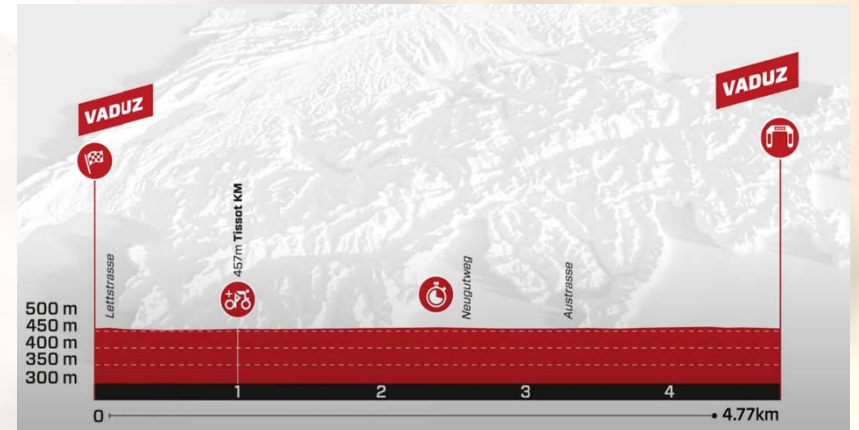 VADUZ
VADUZ
Lettstrasse
457m Tissot KM
Neugutweg
Austrasse
500 m
450 m
400 m
350 m
300 m
1 2 3 4
0 4.77km